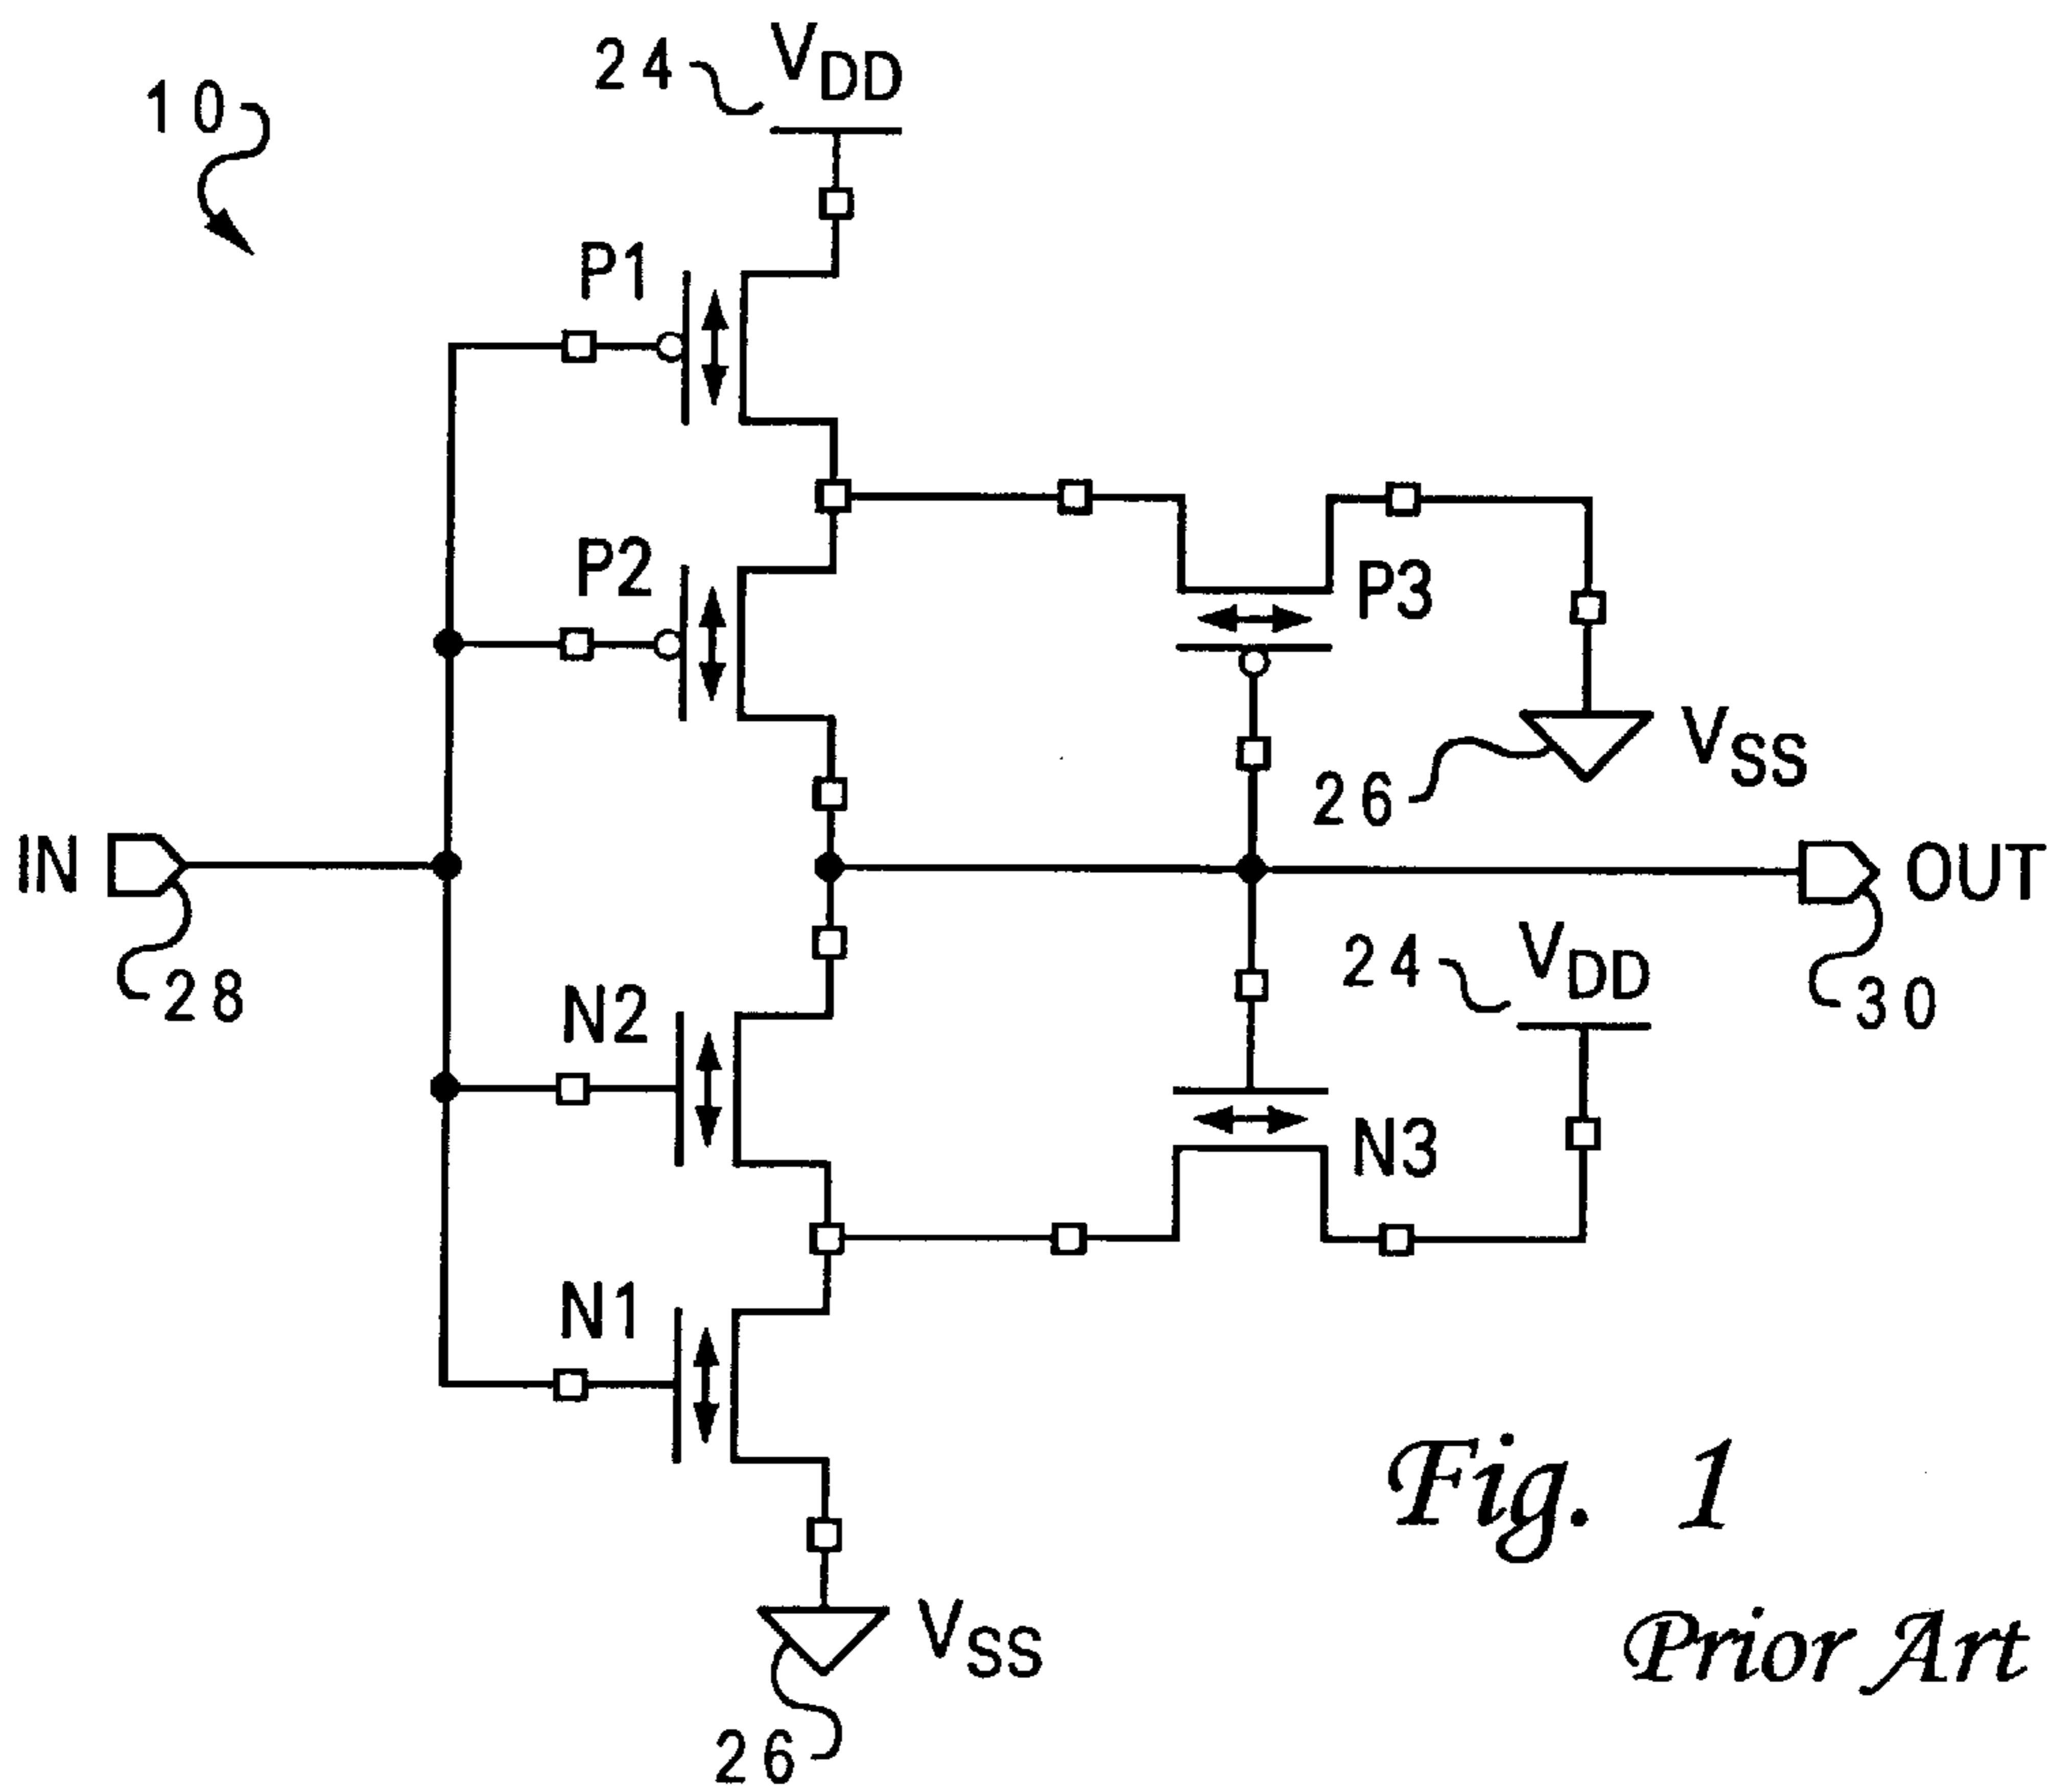 24 VDD
10
P1
P2
P3
26 VSS
IN
28
OUT
30
24 VDD
N2
N3
N1
VSS
26
Fig. 1
Prior Art